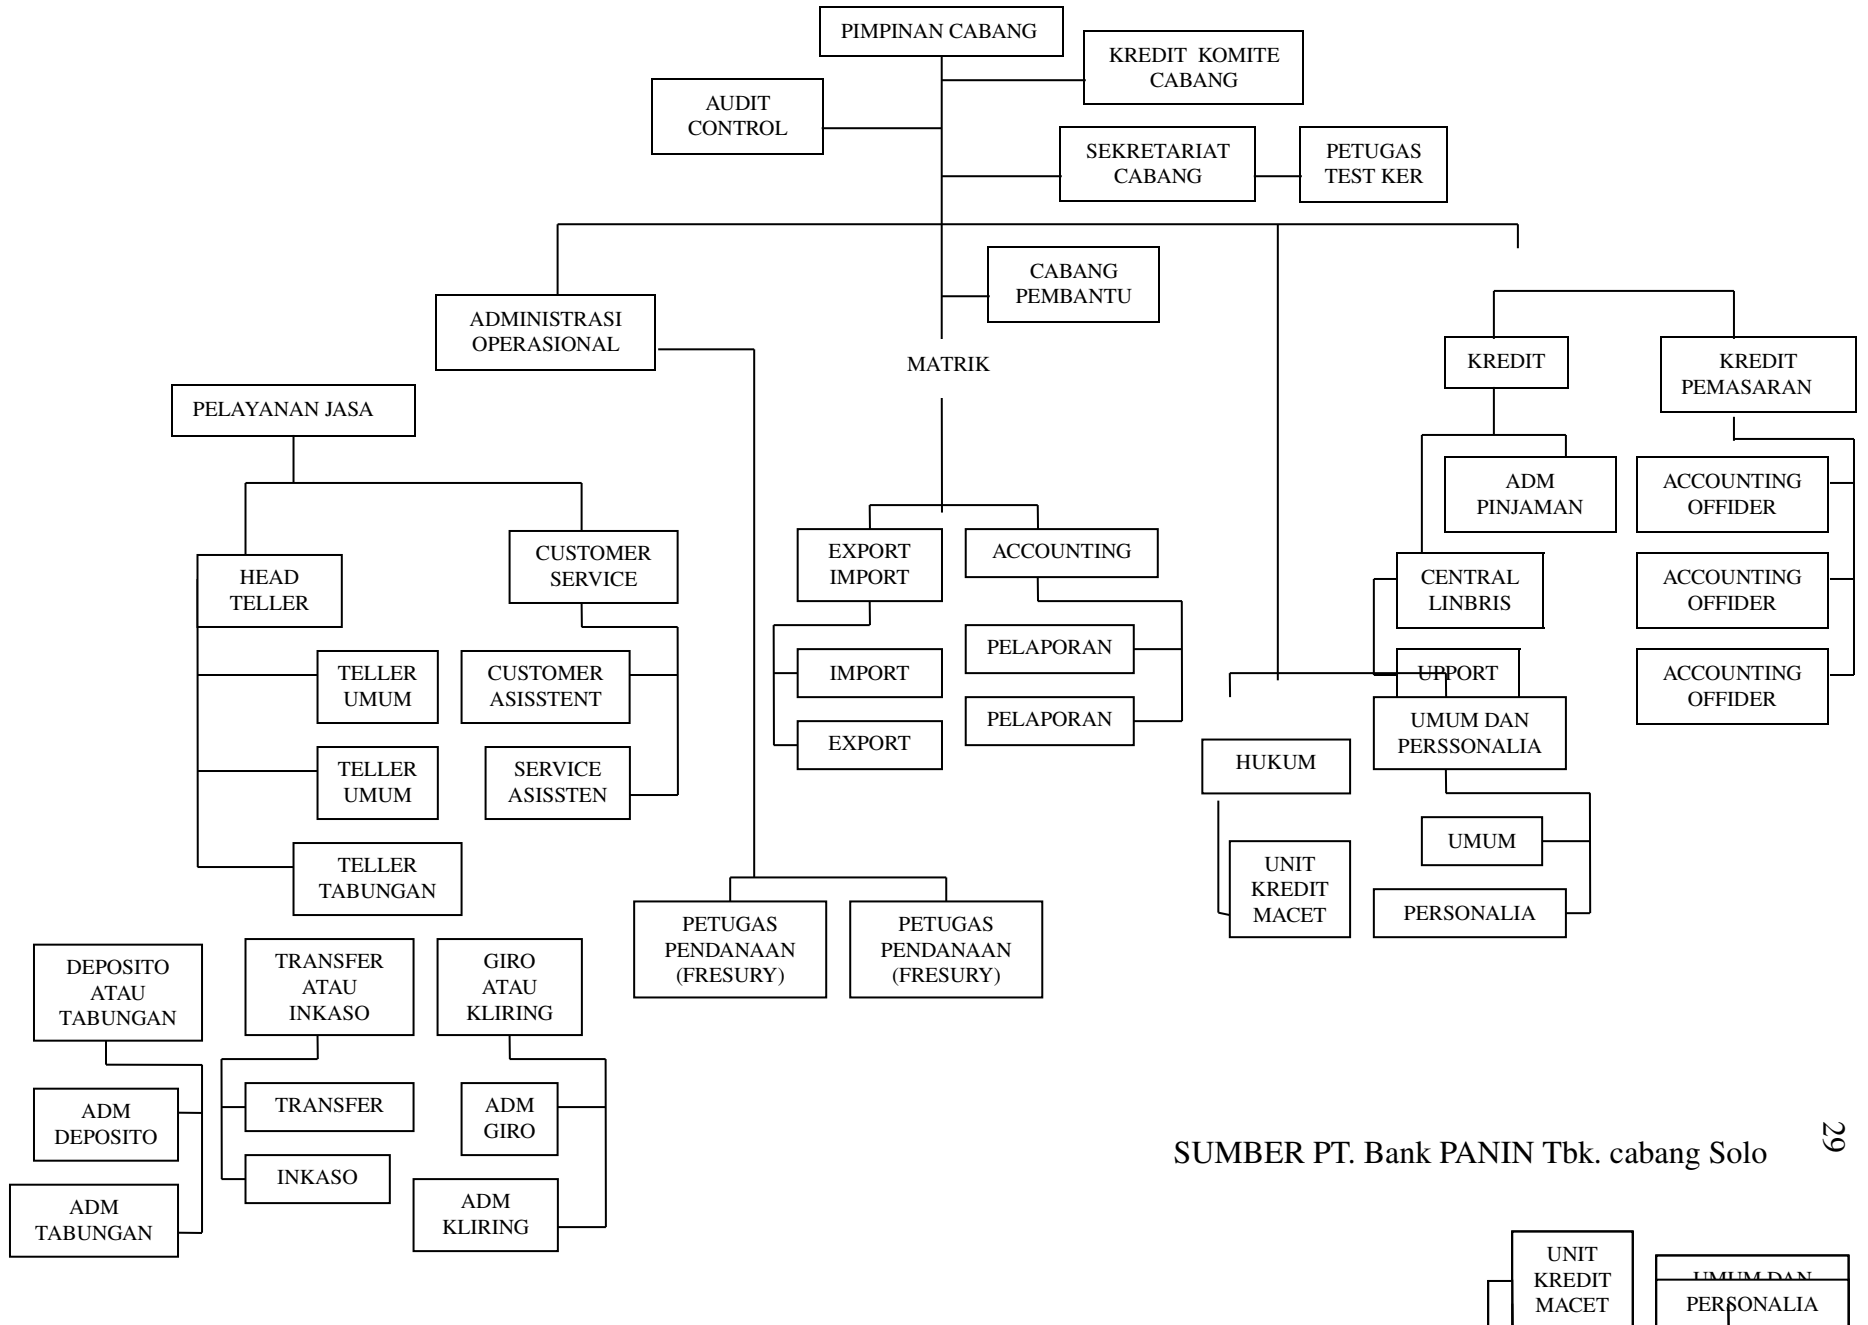 PIMPINAN CABANG
KREDIT KOMITE
CABANG
AUDIT
CONTROL
SEKRETARIAT
CABANG
PETUGAS
TEST KER
CABANG
PEMBANTU
ADMINISTRASI
OPERASIONAL
MATRIK
KREDIT
KREDIT
PEMASARAN
PELAYANAN JASA
ADM
PINJAMAN
ACCOUNTING
OFFIDER
HEAD
TELLER
CUSTOMER
SERVICE
EXPORT
IMPORT
ACCOUNTING
CENTRAL
LINBRIS
ACCOUNTING
OFFIDER
TELLER
UMUM
CUSTOMER
ASISSTENT
IMPORT
PELAPORAN
UPPORT
ACCOUNTING
OFFIDER
EXPORT
PELAPORAN
HUKUM
UMUM DAN
PERSSONALIA
TELLER
UMUM
SERVICE
ASISSTEN
TELLER
TABUNGAN
UNIT
KREDIT
MACET
UMUM
PERSONALIA
PETUGAS
PENDANAAN
(FRESURY)
PETUGAS
PENDANAAN
(FRESURY)
DEPOSITO
ATAU
TABUNGAN
TRANSFER
ATAU
INKASO
GIRO
ATAU
KLIRING
ADM
DEPOSITO
TRANSFER
ADM
GIRO
ADM
TABUNGAN
INKASO
ADM
KLIRING
SUMBER PT. Bank PANIN Tbk. cabang Solo
29
UNIT
KREDIT
MACET
UMUM DAN
PERSONALIA